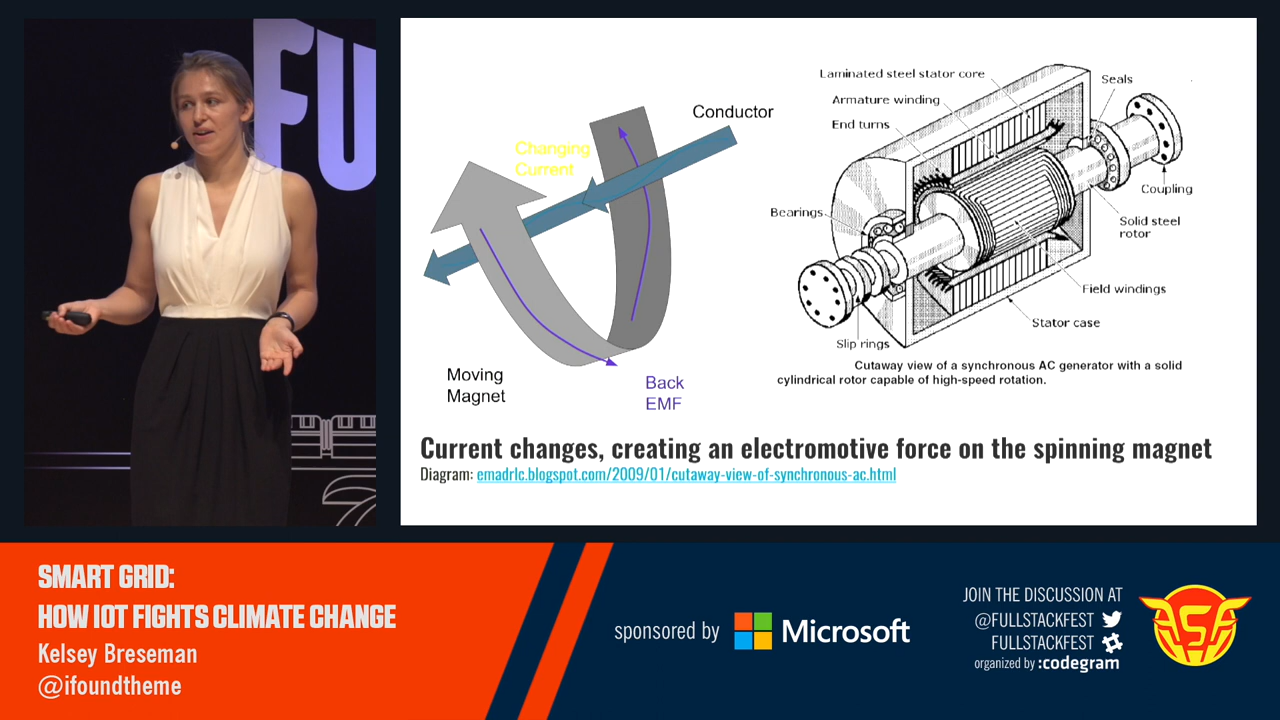 FU
Conductor
Changing
Current
Moving
Magnet
Back
EMF
Laminated steel stator core
Armature winding
End turns
Seals
Bearings
Coupling
Solid steel
rotor
Field windings
Stator case
Slip rings
Cutaway view of a synchronous AC generator with a solid
cylindrical rotor capable of high-speed rotation.
Current changes, creating an electromotive force on the spinning magnet
Diagram: emadrlc.blogspot.com/2009/01/cutaway-view-of-synchronous-ac.html
SMART GRID:
HOW IOT FIGHTS CLIMATE CHANGE
Kelsey Breseman
@ifoundtheme
sponsored by Microsoft
JOIN THE DISCUSSION AT
@FULLSTACKFEST
FULLSTACKFEST
organized by :codegram
FSF